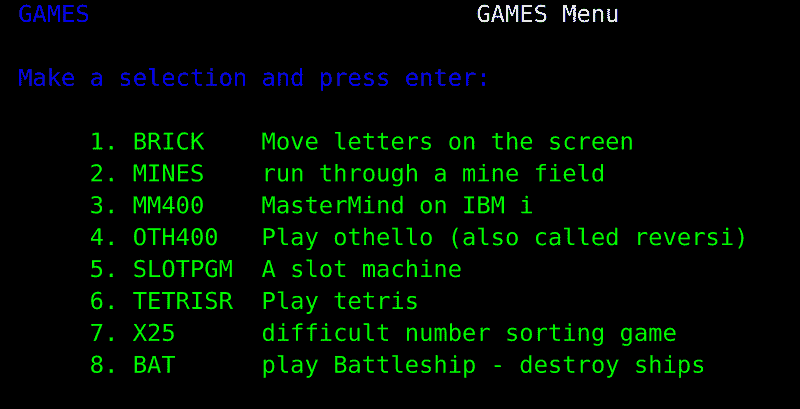 GAMES GAMES Menu
Make a selection and press enter:
1. BRICK Move letters on the screen
2. MINES run through a mine field
3. MM400 MasterMind on IBM i
4. OTH400 Play othello (also called reversi)
5. SLOTPGM A slot machine
6. TETRISR Play tetris
7. X25 difficult number sorting game
8. BAT play Battleship - destroy ships